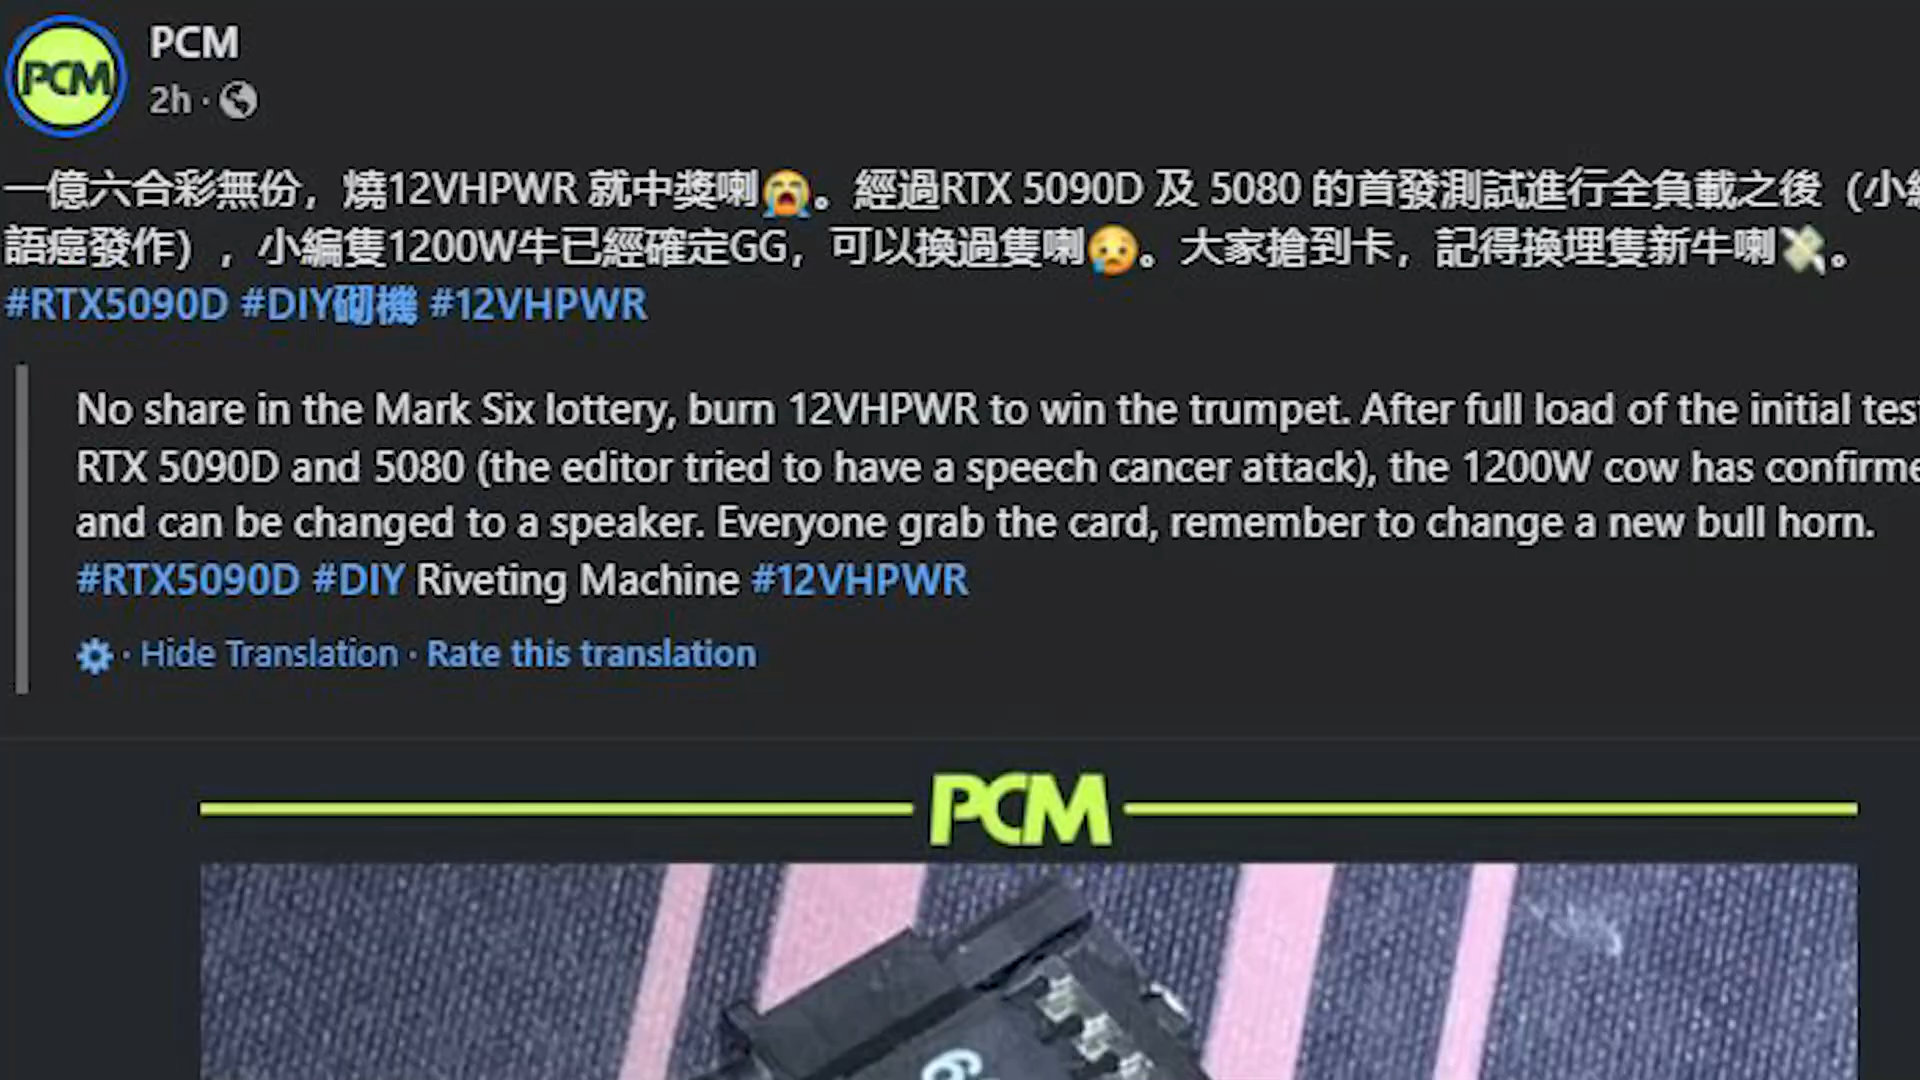 PCM
PCM
2h ·
一億六合彩無份，燒12VHPWR 就中獎喇😭。經過RTX 5090D 及 5080 的首發測試進行全負載之後（小
語癌發作），小編隻1200W牛已經確定GG，可以換過隻喇😢。大家搶到卡，記得換埋隻新牛喇💸。
#RTX5090D #DIY砌機 #12VHPWR
No share in the Mark Six lottery, burn 12VHPWR to win the trumpet. After full load of the initial tes
RTX 5090D and 5080 (the editor tried to have a speech cancer attack), the 1200W cow has confirme
and can be changed to a speaker. Everyone grab the card, remember to change a new bull horn.
#RTX5090D #DIY Riveting Machine #12VHPWR
· Hide Translation · Rate this translation
PCM